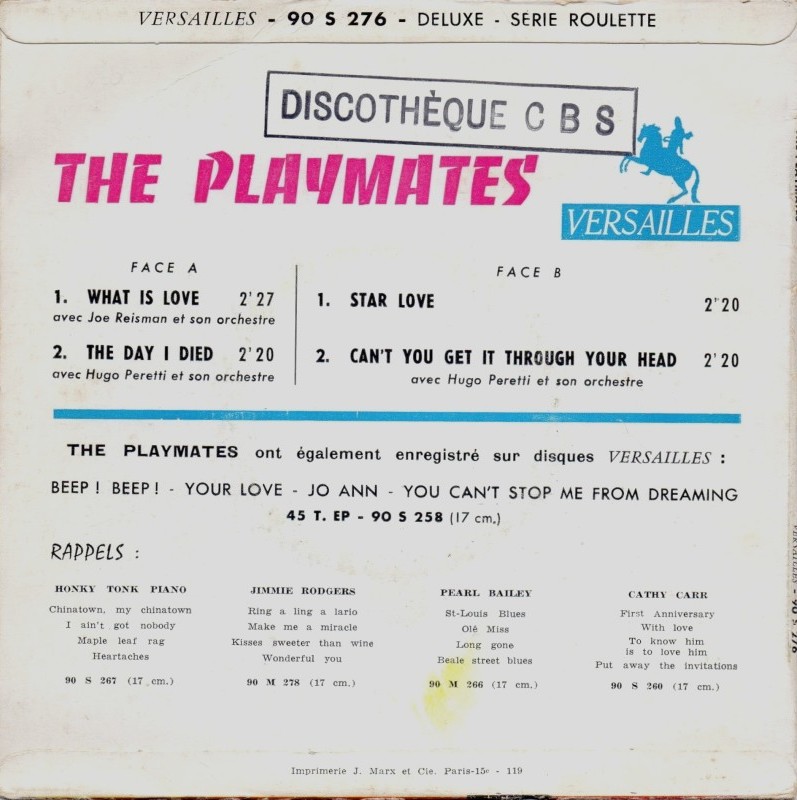 VERSAILLES - 90 S 276 - DELUXE - SÉRIE ROULETTE
DISCOTHÈQUE C B S
THE PLAYMATES
VERSAILLES
FACE A
1. WHAT IS LOVE 2'27
avec Joe Reisman et son orchestre
2. THE DAY I DIED 2'20
avec Hugo Peretti et son orchestre
FACE B
1. STAR LOVE 2'20
2. CAN'T YOU GET IT THROUGH YOUR HEAD 2'20
avec Hugo Peretti et son orchestre
THE PLAYMATES ont également enregistré sur disques VERSAILLES :
BEEP ! BEEP ! - YOUR LOVE - JO ANN - YOU CAN'T STOP ME FROM DREAMING
45 T. EP - 90 S 258 (17 cm.)
RAPPELS :
HONKY TONK PIANO
Chinatown, my chinatown
I ain't got nobody
Maple leaf rag
Heartaches
90 S 267 (17 cm.)
JIMMIE RODGERS
Ring a ling a lario
Make me a miracle
Kisses sweeter than wine
Wonderful you
90 M 278 (17 cm.)
PEARL BAILEY
St-Louis Blues
Olé Miss
Long gone
Beale street blues
90 M 266 (17 cm.)
CATHY CARR
First Anniversary
With love
To know him
is to love him
Put away the invitations
90 S 260 (17 cm.)
Imprimerie J. Marx et Cie. Paris-15e - 119
VERSAILLES - 90 S 276